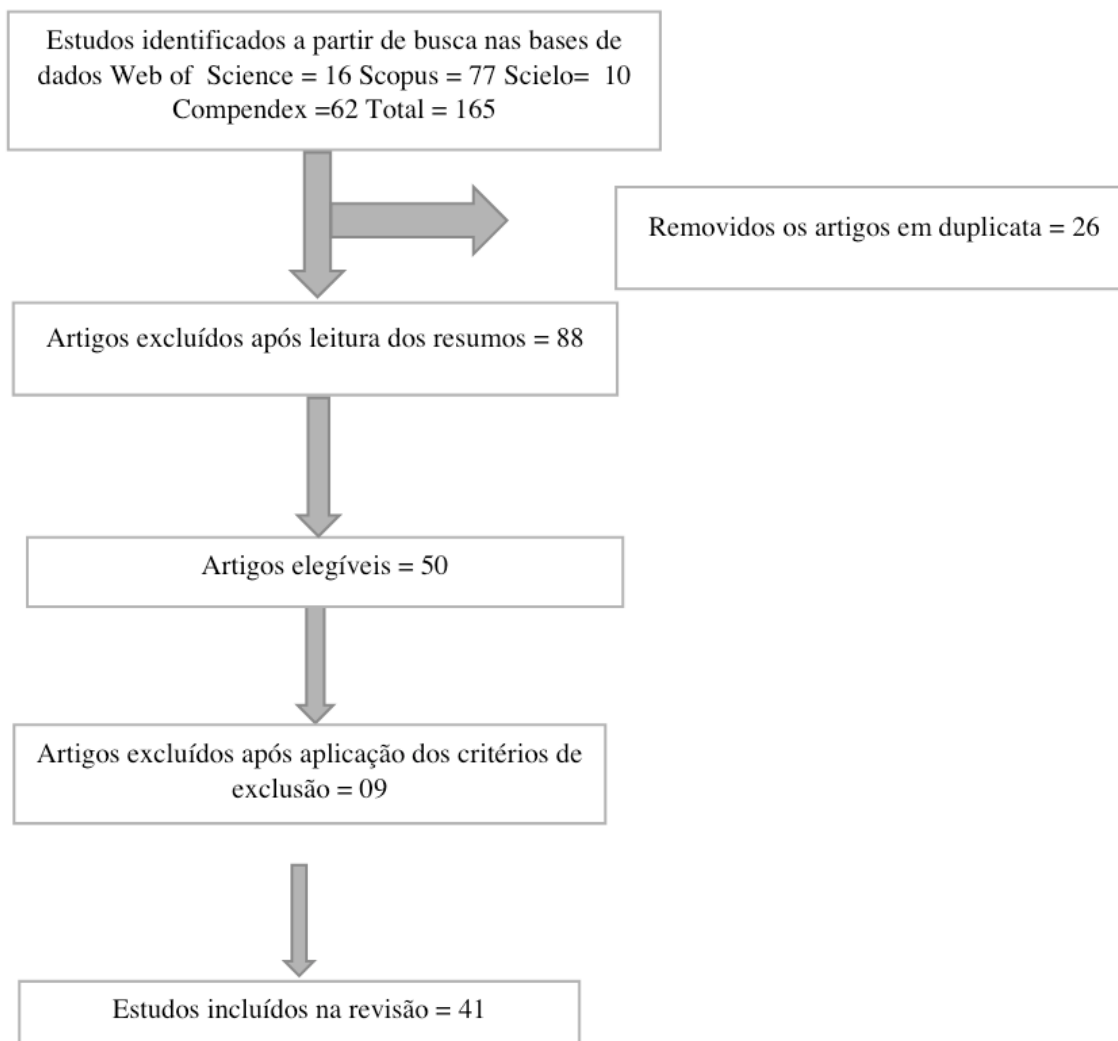 Estudos identificados a partir de busca nas bases de
dados Web of Science = 16 Scopus = 77 Scielo= 10
Compendex =62 Total = 165
Removidos os artigos em duplicata = 26
Artigos excluídos após leitura dos resumos = 88
Artigos elegíveis = 50
Artigos excluídos após aplicação dos critérios de
exclusão = 09
Estudos incluídos na revisão = 41